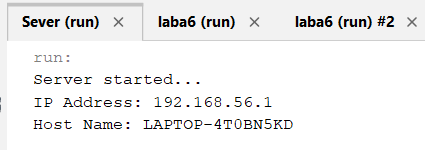 Sever (run) laba6 (run) laba6 (run) #2
run:
Server started...
IP Address: 192.168.56.1
Host Name: LAPTOP-4T0BN5KD